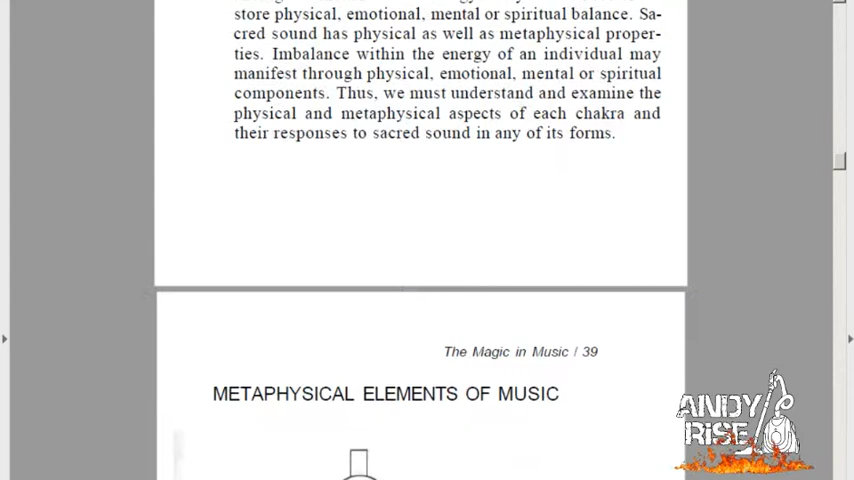 store physical, emotional, mental or spiritual balance. Sa-
cred sound has physical as well as metaphysical proper-
ties. Imbalance within the energy of an individual may
manifest through physical, emotional, mental or spiritual
components. Thus, we must understand and examine the
physical and metaphysical aspects of each chakra and
their responses to sacred sound in any of its forms.
The Magic in Music / 39
METAPHYSICAL ELEMENTS OF MUSIC
ANDY
RISE